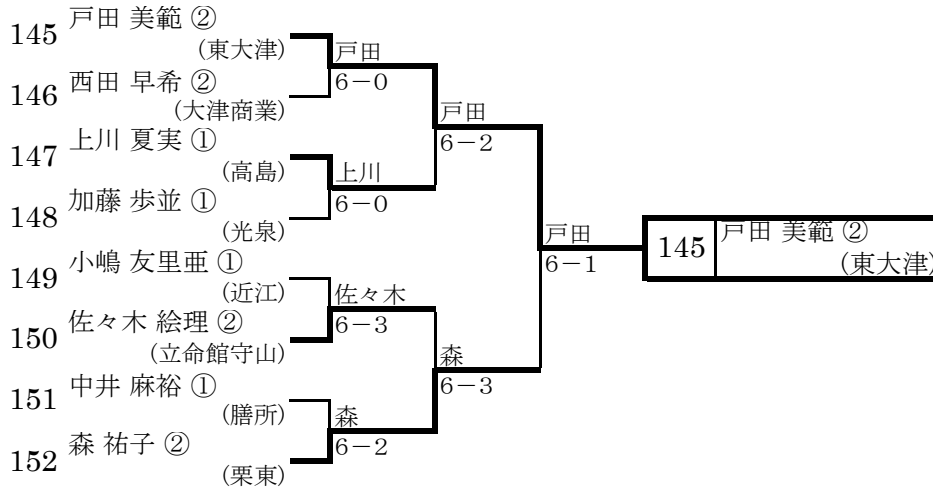 145 戸田 美範 ②
(東大津)
戸田
6－0
146 西田 早希 ②
(大津商業)
戸田
6－2
147 上川 夏実 ①
(高島)
上川
6－0
148 加藤 歩並 ①
(光泉)
戸田
6－1
145 戸田 美範 ②
(東大津)
149 小嶋 友里亜 ①
(近江)
佐々木
6－3
150 佐々木 絵理 ②
(立命館守山)
森
6－3
151 中井 麻裕 ①
(膳所)
森
6－2
152 森 祐子 ②
(栗東)